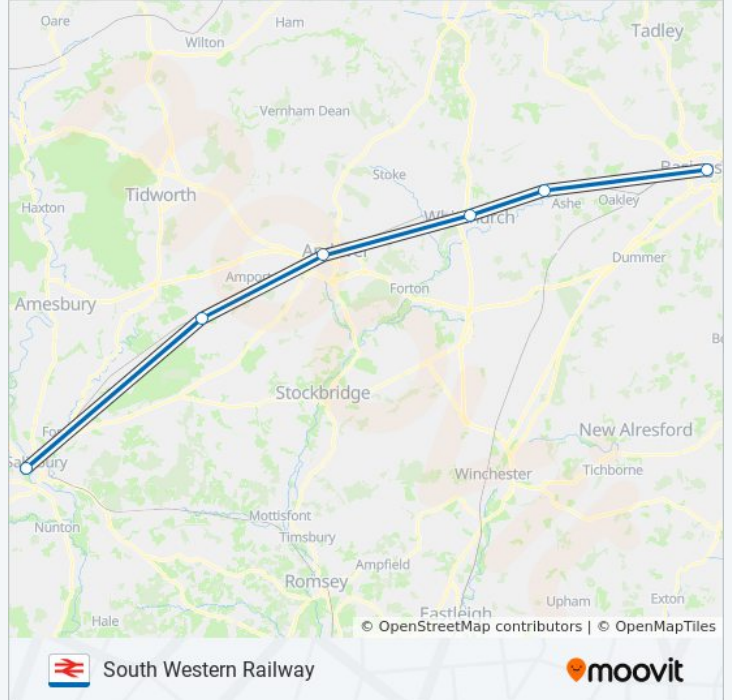 Oare
Ham
Wilton
Tadley
Vernham Dean
Stoke
Tidworth
Haxton
Ashe
Oakley
Dummer
Forton
Amesbury
Stockbridge
New Alresford
Winchester
Tichborne
Nunton
Mottisfont
Timsbury
Ampfield
Romsey
Upham
Exton
Hale
Eastleigh
© OpenStreetMap contributors | © OpenMapTiles
South Western Railway
moovit